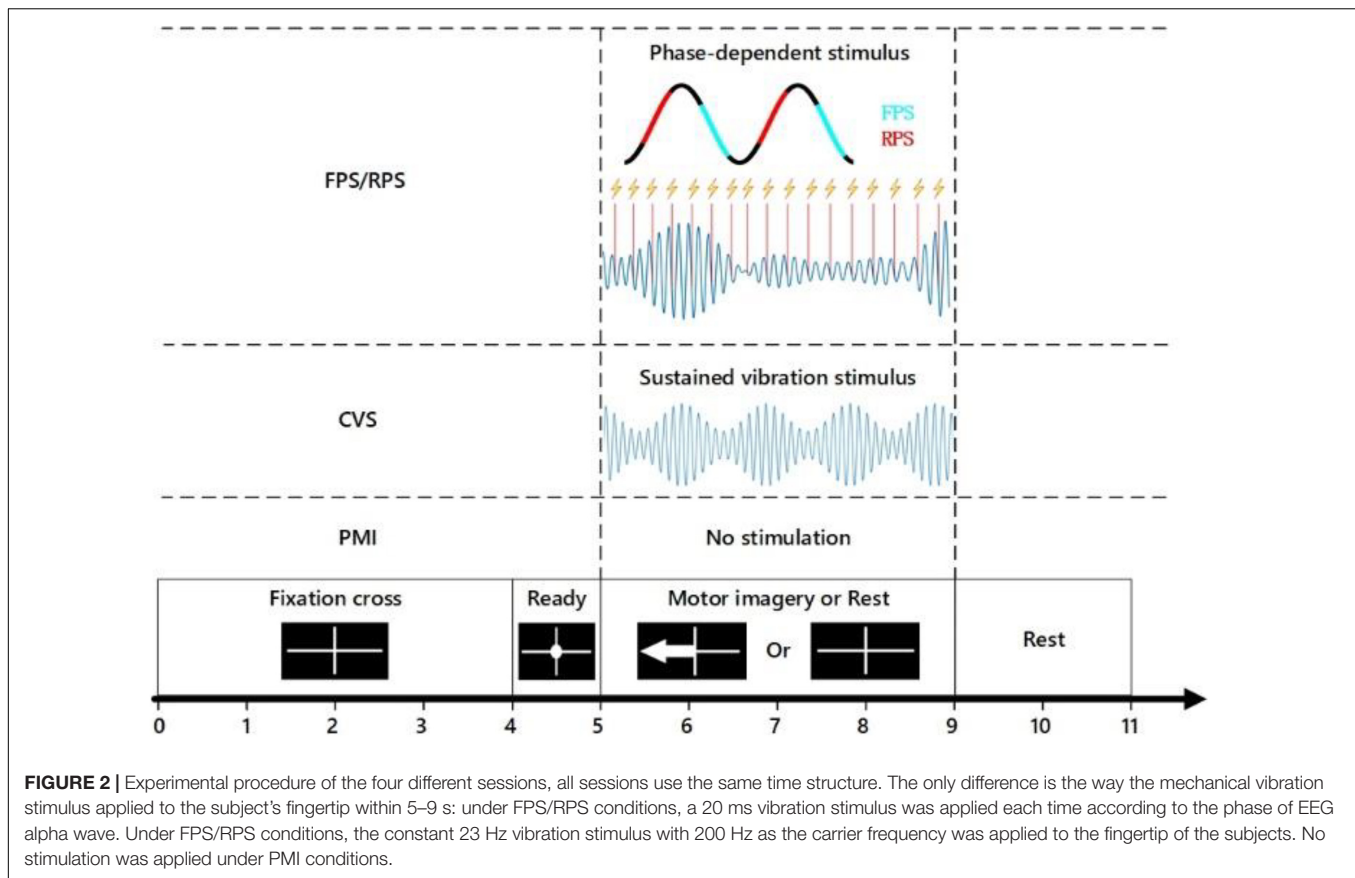 Phase-dependent stimulus
FPS
RPS
FPS/RPS
Sustained vibration stimulus
CVS
PMI
No stimulation
Fixation cross
Ready
Motor imagery or Rest
Or
Rest
0 1 2 3 4 5 6 7 8 9 10 11
FIGURE 2 | Experimental procedure of the four different sessions, all sessions use the same time structure. The only difference is the way the mechanical vibration
stimulus applied to the subject's fingertip within 5–9 s: under FPS/RPS conditions, a 20 ms vibration stimulus was applied each time according to the phase of EEG
alpha wave. Under FPS/RPS conditions, the constant 23 Hz vibration stimulus with 200 Hz as the carrier frequency was applied to the fingertip of the subjects. No
stimulation was applied under PMI conditions.